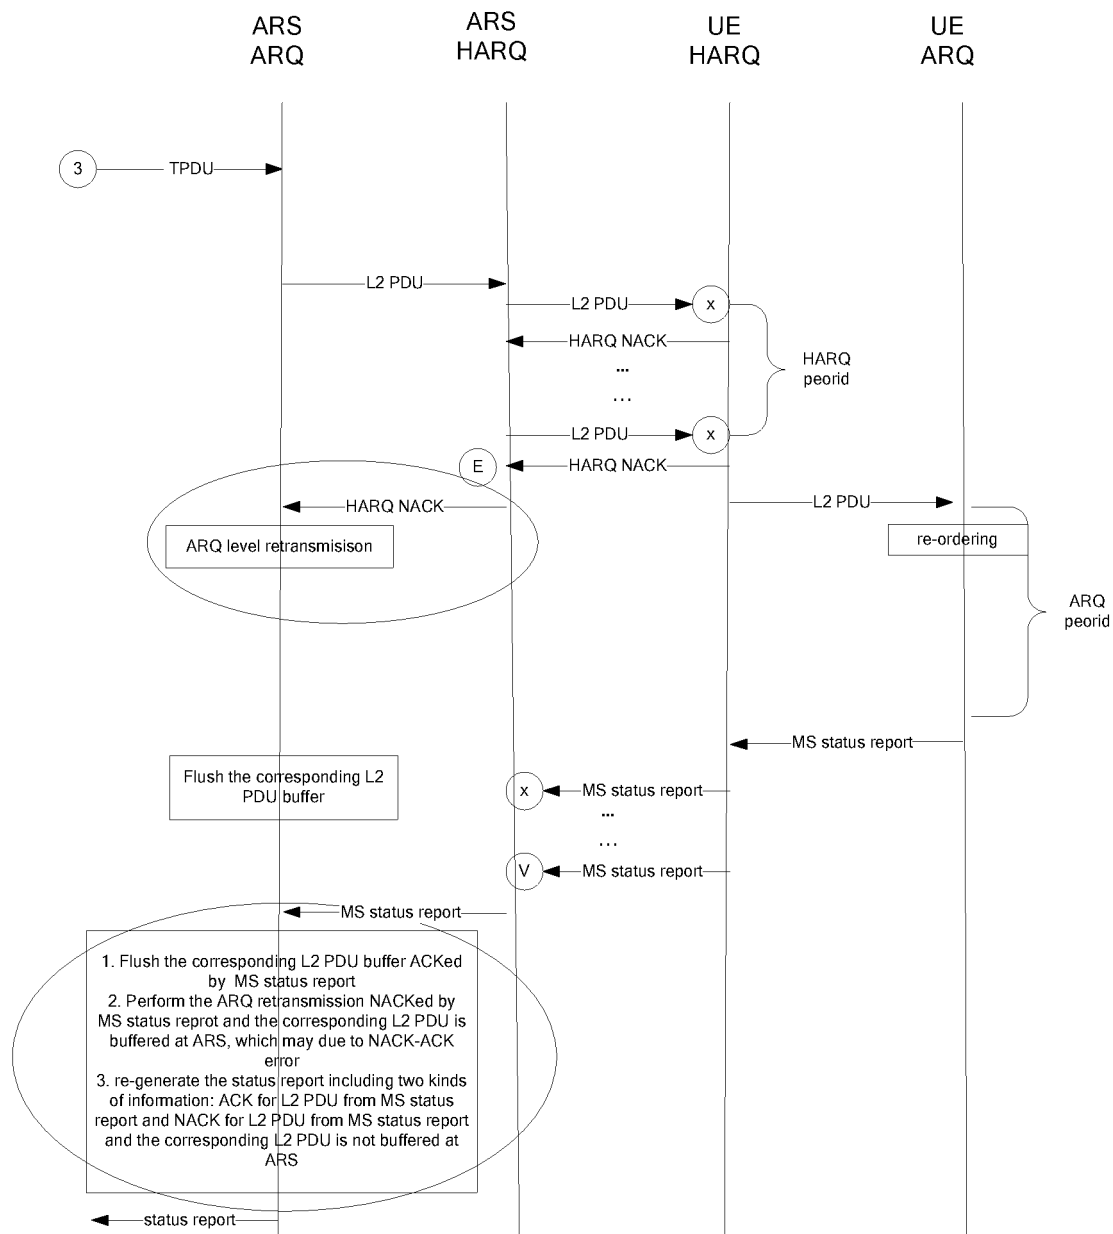 ARS
ARQ
ARS
HARQ
UE
HARQ
UE
ARQ
3
TPDU
L2 PDU
L2 PDU
x
HARQ NACK
...
...
HARQ
peorid
L2 PDU
x
E
HARQ NACK
HARQ NACK
L2 PDU
ARQ level retransmisison
re-ordering
ARQ
peorid
MS status report
Flush the corresponding L2
PDU buffer
x
MS status report
...
...
V
MS status report
MS status report
1. Flush the corresponding L2 PDU buffer ACKed
by MS status report
2. Perform the ARQ retransmission NACKed by
MS status reprot and the corresponding L2 PDU is
buffered at ARS, which may due to NACK-ACK
error
3. re-generate the status report including two kinds
of information: ACK for L2 PDU from MS status
report and NACK for L2 PDU from MS status report
and the corresponding L2 PDU is not buffered at
ARS
status report